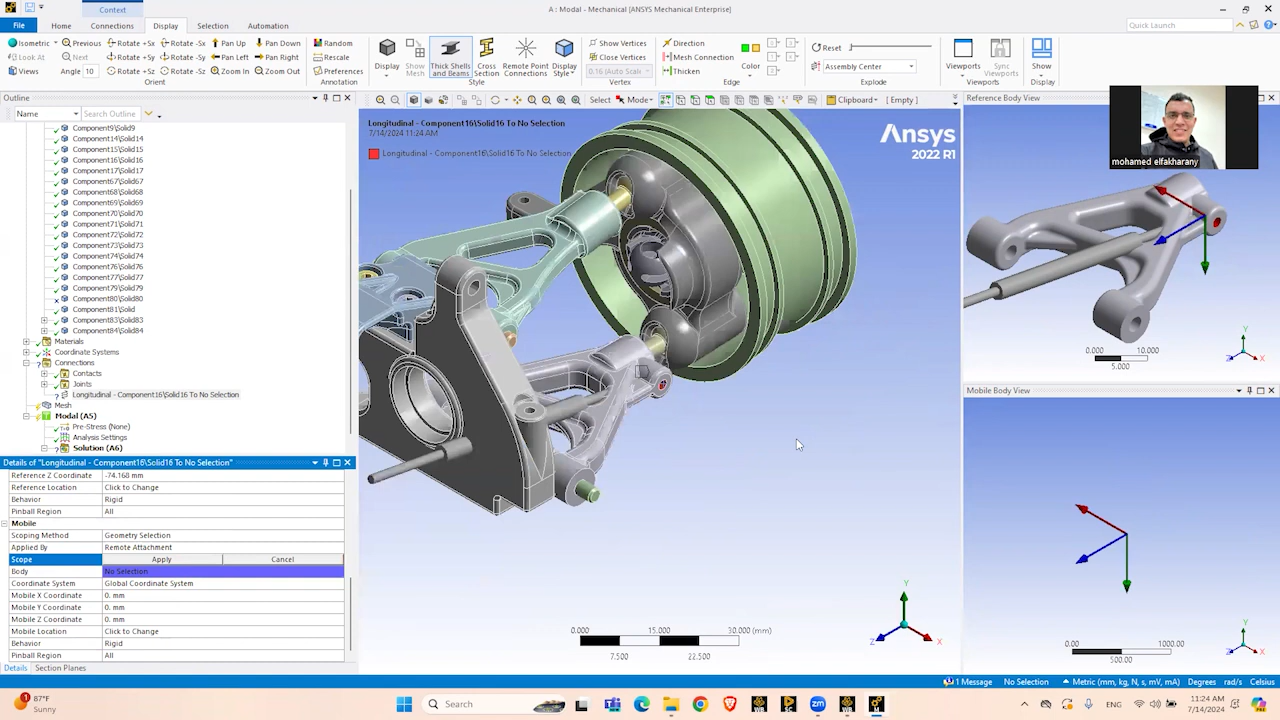 Context
A : Modal - Mechanical [ANSYS Mechanical Enterprise]
File Home Connections Display Selection Automation
Quick Launch
Isometric Previous Rotate +Sx Rotate -Sx Pan Up Pan Down Random
Look At Next Rotate +Sy Rotate -Sy Pan Left Pan Right Rescale
Views Angle 10 Rotate +Sz Rotate -Sz Zoom In Zoom Out Preferences
Orient Annotation
Display Show Mesh Thick Shells and Beams Cross Section Remote Point Connections Display Style
Style
Show Vertices
Close Vertices
0.16 (Auto Scale)
Vertex
Direction
Mesh Connection
Thicken
Color
Edge
Reset
Assembly Center
Explode
Viewports Sync Viewports
Viewports
Show
Display
Outline
Name Search Outline
Select Mode Clipboard [ Empty ]
Component9\Solid9
Component14\Solid14
Component15\Solid15
Component16\Solid16
Component17\Solid17
Component67\Solid67
Component68\Solid68
Component69\Solid69
Component70\Solid70
Component71\Solid71
Component72\Solid72
Component73\Solid73
Component74\Solid74
Component76\Solid76
Component77\Solid77
Component79\Solid79
Component80\Solid80
Component81\Solid
Component83\Solid83
Component84\Solid84
Materials
Coordinate Systems
Connections
Contacts
Joints
Longitudinal - Component16\Solid16 To No Selection
Mesh
Modal (A5)
Pre-Stress (None)
Analysis Settings
Solution (A6)
Details of "Longitudinal - Component16\Solid16 To No Selection"
Reference Z Coordinate -74.168 mm
Reference Location Click to Change
Behavior Rigid
Pinball Region All
Mobile
Scoping Method Geometry Selection
Applied By Remote Attachment
Scope Apply Cancel
Body No Selection
Coordinate System Global Coordinate System
Mobile X Coordinate 0. mm
Mobile Y Coordinate 0. mm
Mobile Z Coordinate 0. mm
Mobile Location Click to Change
Behavior Rigid
Pinball Region All
Details Section Planes
Longitudinal - Component16\Solid16 To No Selection
7/14/2024 11:24 AM
Longitudinal - Component16\Solid16 To No Selection
Ansys
2022 R1
0.000 15.000 30.000 (mm)
7.500 22.500
Y
Z X
Reference Body View
mohamed elfakharany
0.000 10.000
5.000
Y
Z X
Mobile Body View
0.00 1000.00
500.00
Y
Z X
1 Message No Selection Metric (mm, kg, N, s, mV, mA) Degrees rad/s Celsius
1
87°F
Sunny
Search
11:24 AM
7/14/2024